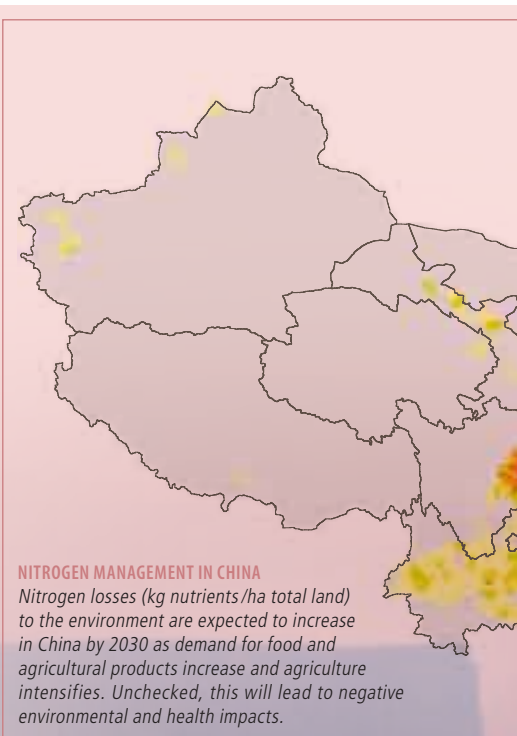 NITROGEN MANAGEMENT IN CHINA
Nitrogen losses (kg nutrients/ha total land)
to the environment are expected to increase
in China by 2030 as demand for food and
agricultural products increase and agriculture
intensifies. Unchecked, this will lead to negative
environmental and health impacts.